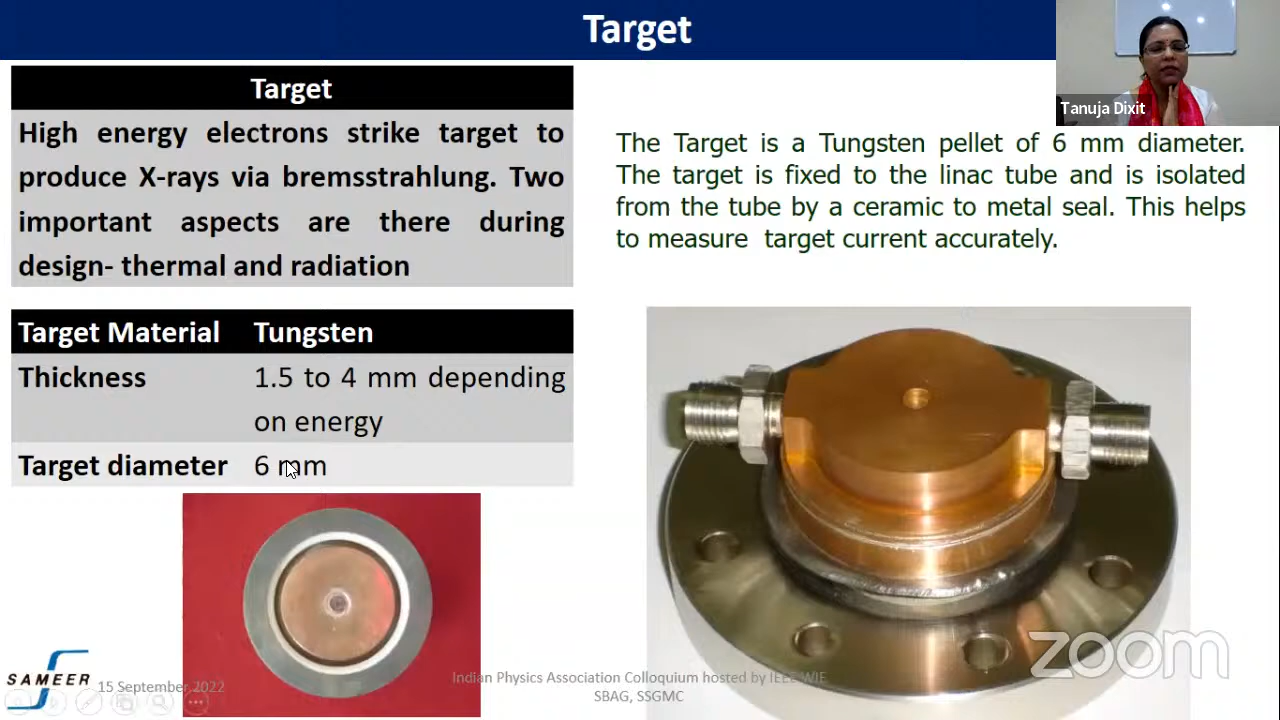 Target
Tanuja Dixit
Target
High energy electrons strike target to
produce X-rays via bremsstrahlung. Two
important aspects are there during
design- thermal and radiation
The Target is a Tungsten pellet of 6 mm diameter.
The target is fixed to the linac tube and is isolated
from the tube by a ceramic to metal seal. This helps
to measure target current accurately.
Target Material Tungsten
Thickness 1.5 to 4 mm depending
on energy
Target diameter 6 mm
SAMEER
15 September 2022
Indian Physics Association Colloquium hosted by IEEE WIE
SBAG, SSGMC
zoom